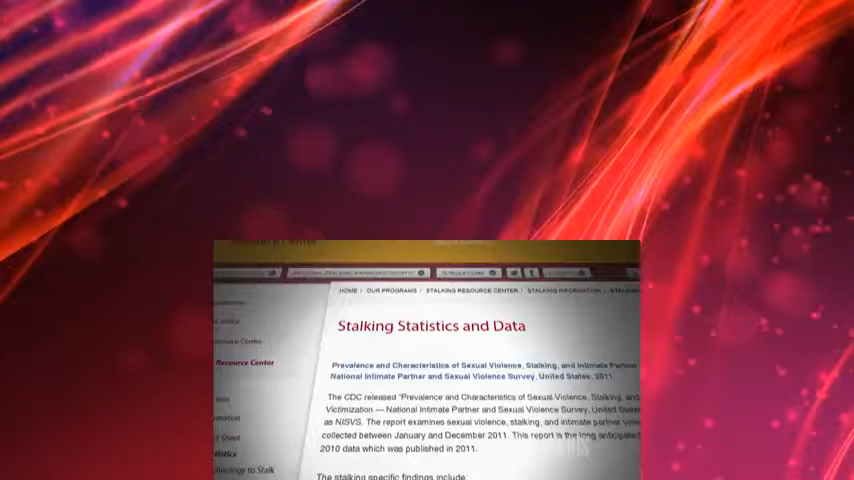 HOME / OUR PROGRAMS / STALKING RESOURCE CENTER / STALKING INFORMATION /
Stalking Statistics and Data
Resource Center
Prevalence and Characteristics of Sexual Violence, Stalking, and Intimate Partner
National Intimate Partner and Sexual Violence Survey, United States, 2011
The CDC released "Prevalence and Characteristics of Sexual Violence, Stalking, and
Victimization — National Intimate Partner and Sexual Violence Survey, United States
as NISVS. The report examines sexual violence, stalking, and intimate partner
collected between January and December 2011. This report is the long anticipated
2010 data which was published in 2011.
The stalking specific findings include: